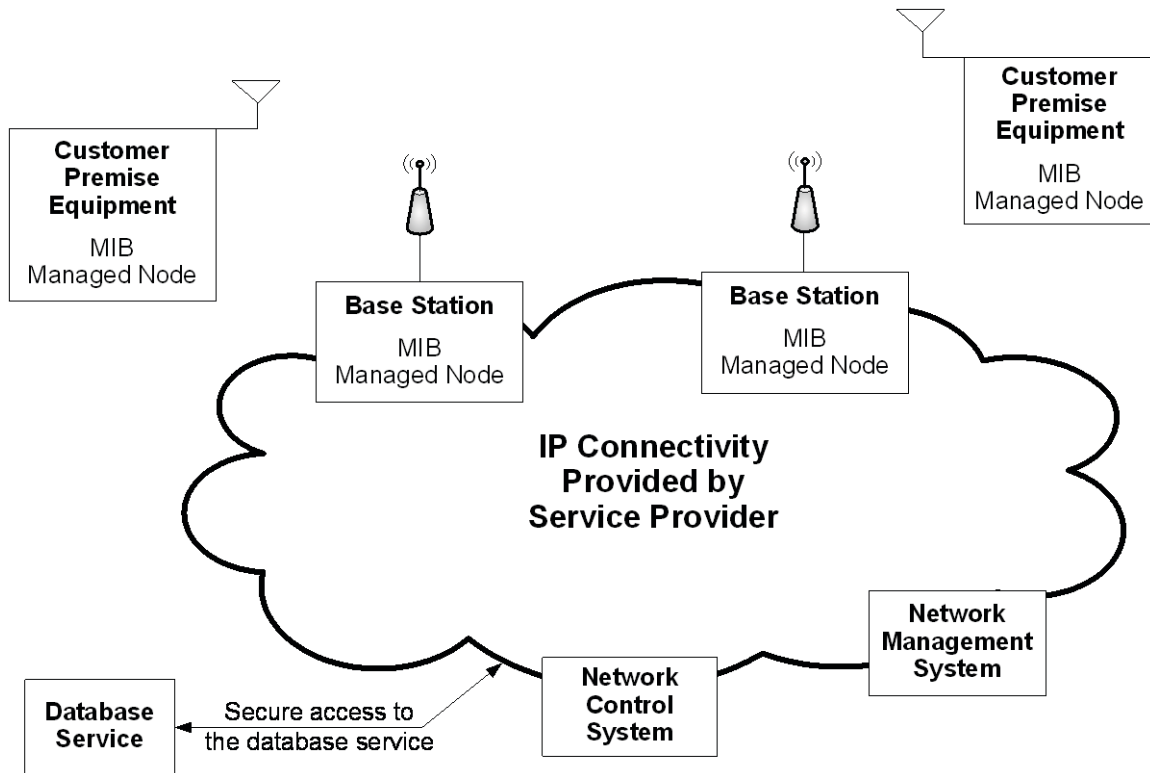 Customer
Premise
Equipment
MIB
Managed Node
Customer
Premise
Equipment
MIB
Managed Node
Base Station
MIB
Managed Node
Base Station
MIB
Managed Node
IP Connectivity
Provided by
Service Provider
Network
Management
System
Network
Control
System
Database
Service
Secure access to
the database service